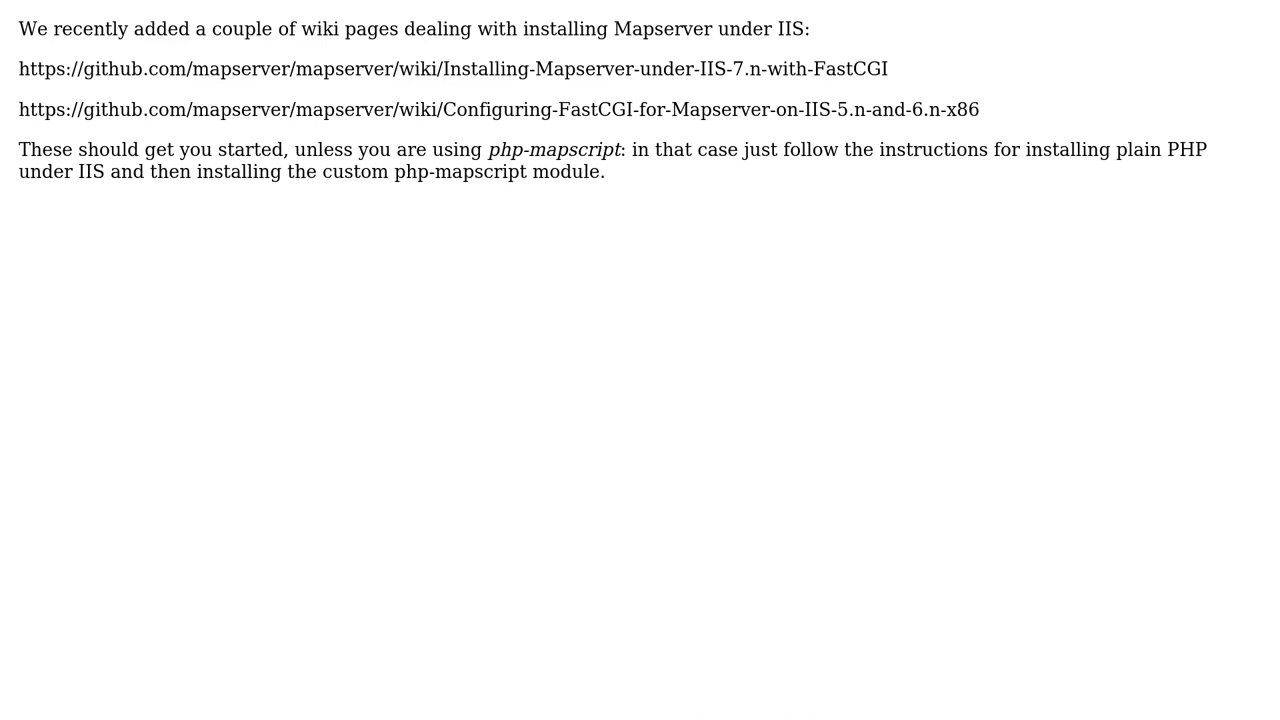 We recently added a couple of wiki pages dealing with installing Mapserver under IIS:
https://github.com/mapserver/mapserver/wiki/Installing-Mapserver-under-IIS-7.n-with-FastCGI
https://github.com/mapserver/mapserver/wiki/Configuring-FastCGI-for-Mapserver-on-IIS-5.n-and-6.n-x86
These should get you started, unless you are using php-mapscript: in that case just follow the instructions for installing plain PHP
under IIS and then installing the custom php-mapscript module.